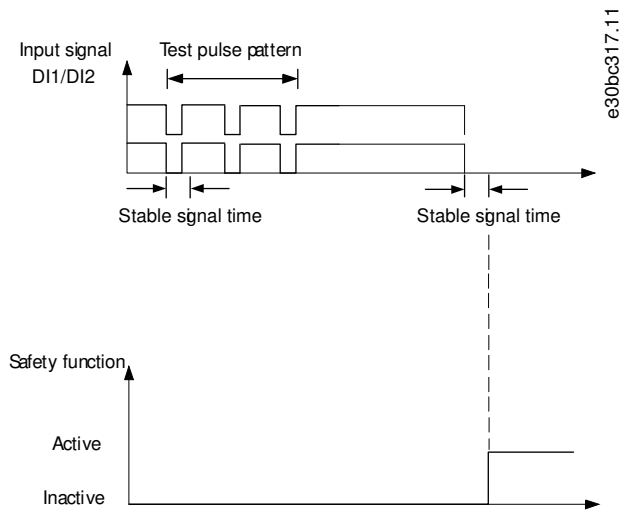 Input signal
DI1/DI2
Test pulse pattern
e30bc317.11
Stable signal time
Stable signal time
Safety function
Active
Inactive